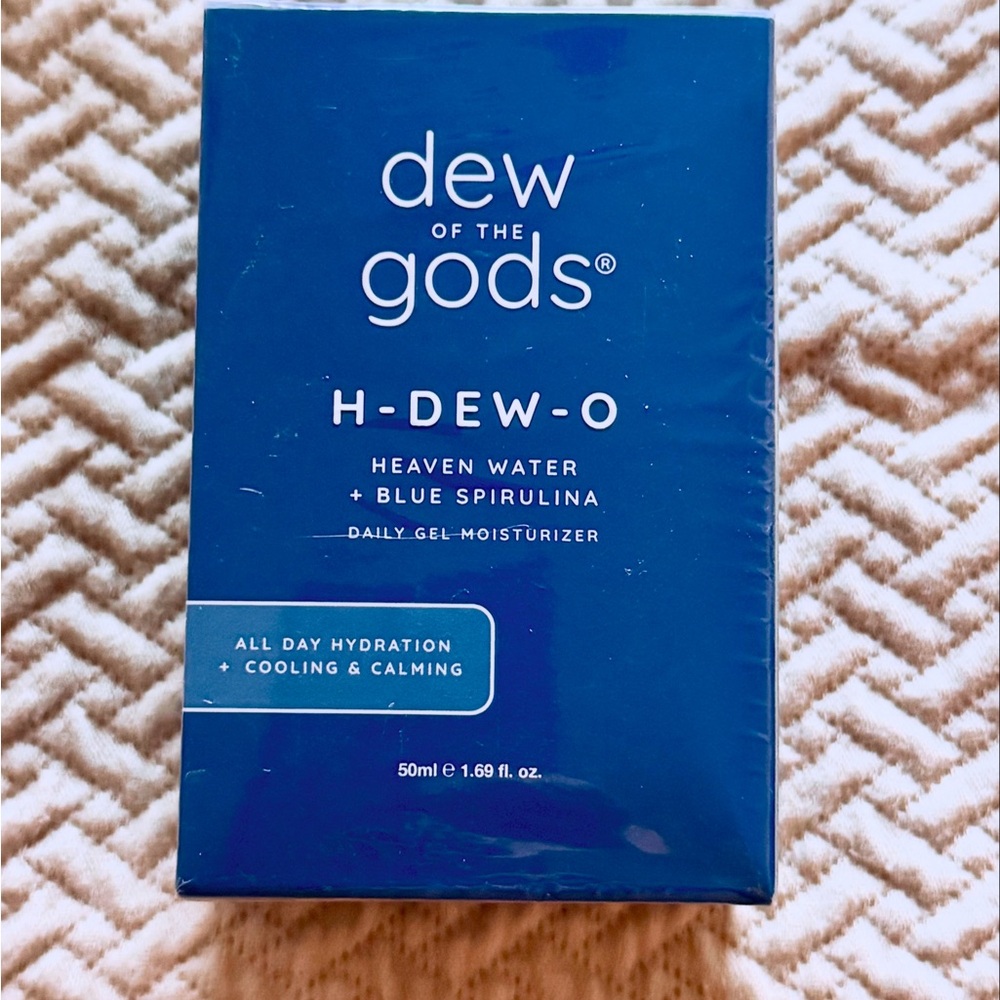 dew
OF THE
gods®
H-DEW-O
HEAVEN WATER
+ BLUE SPIRULINA
DAILY GEL MOISTURIZER
ALL DAY HYDRATION
+ COOLING & CALMING
50ml ℮ 1.69 fl. oz.